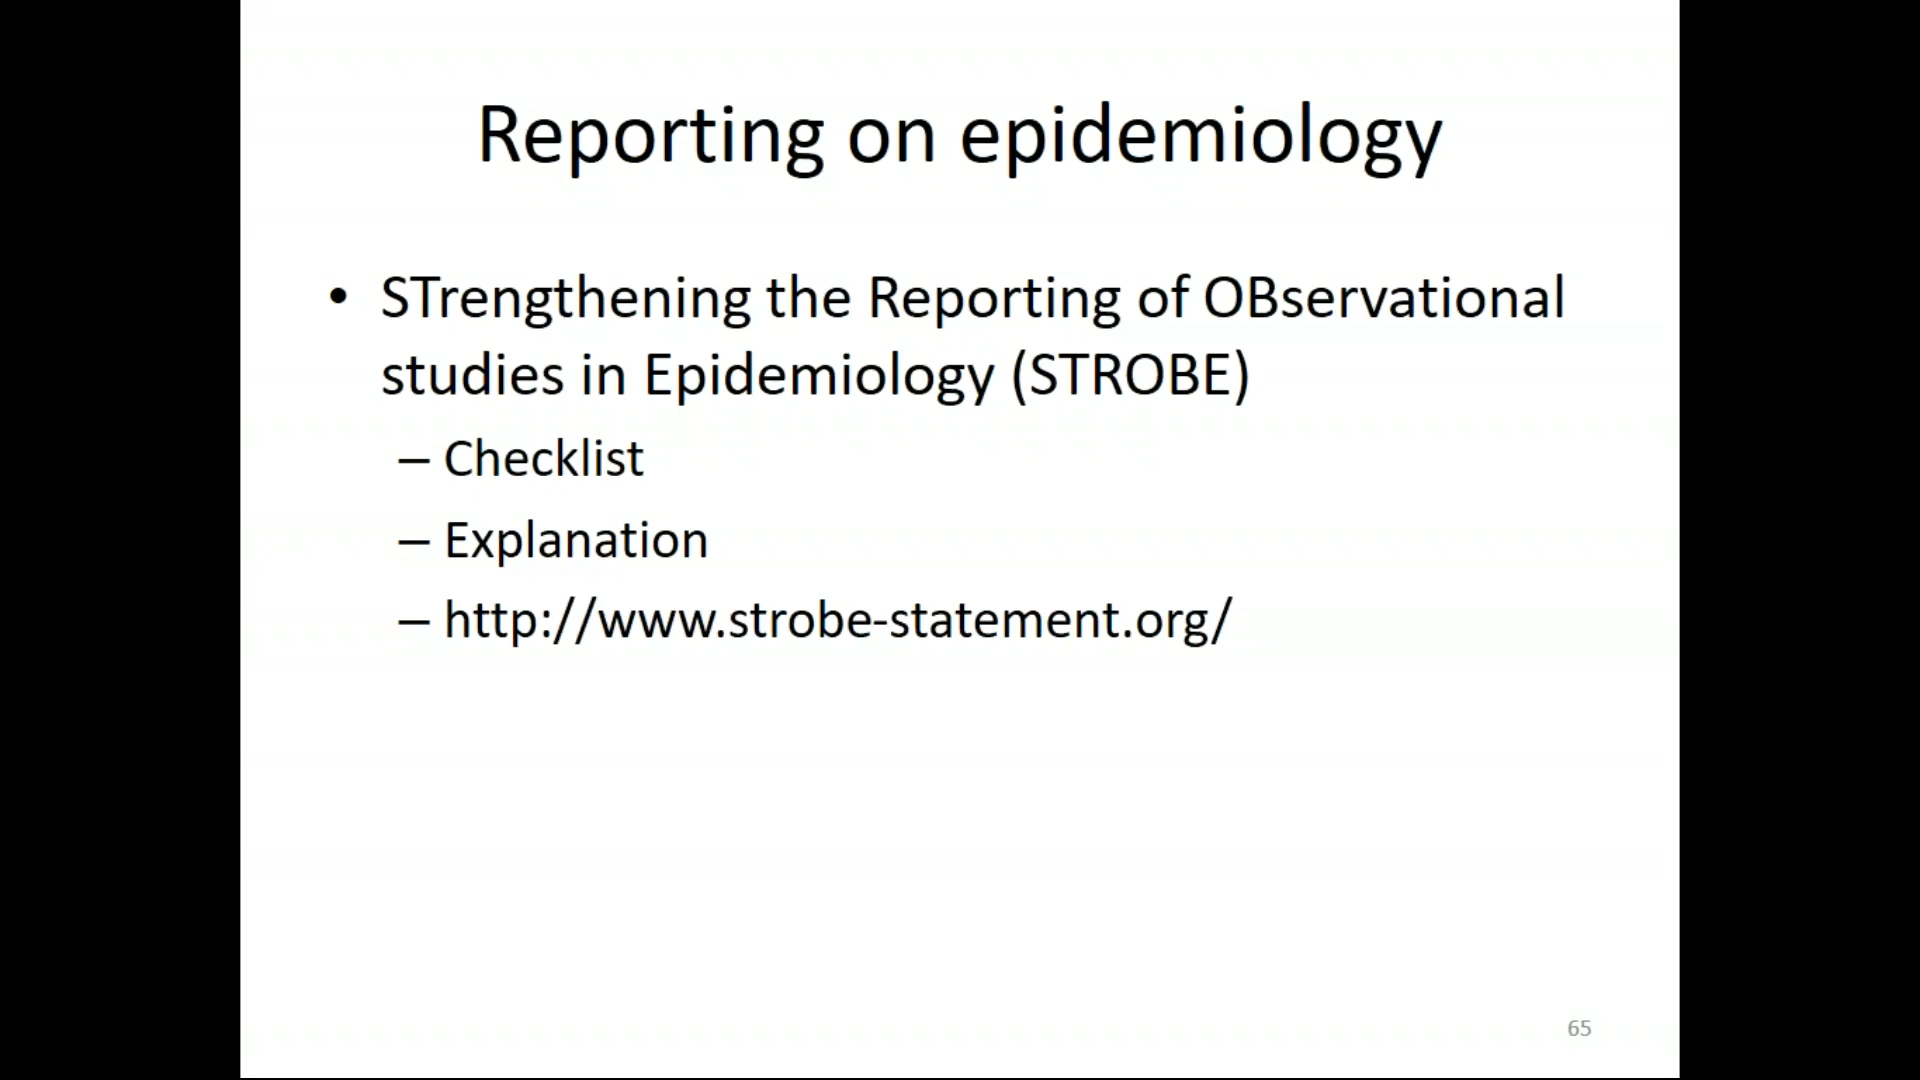 Reporting on epidemiology
• STrengthening the Reporting of OBservational
studies in Epidemiology (STROBE)
– Checklist
– Explanation
– http://www.strobe-statement.org/
65